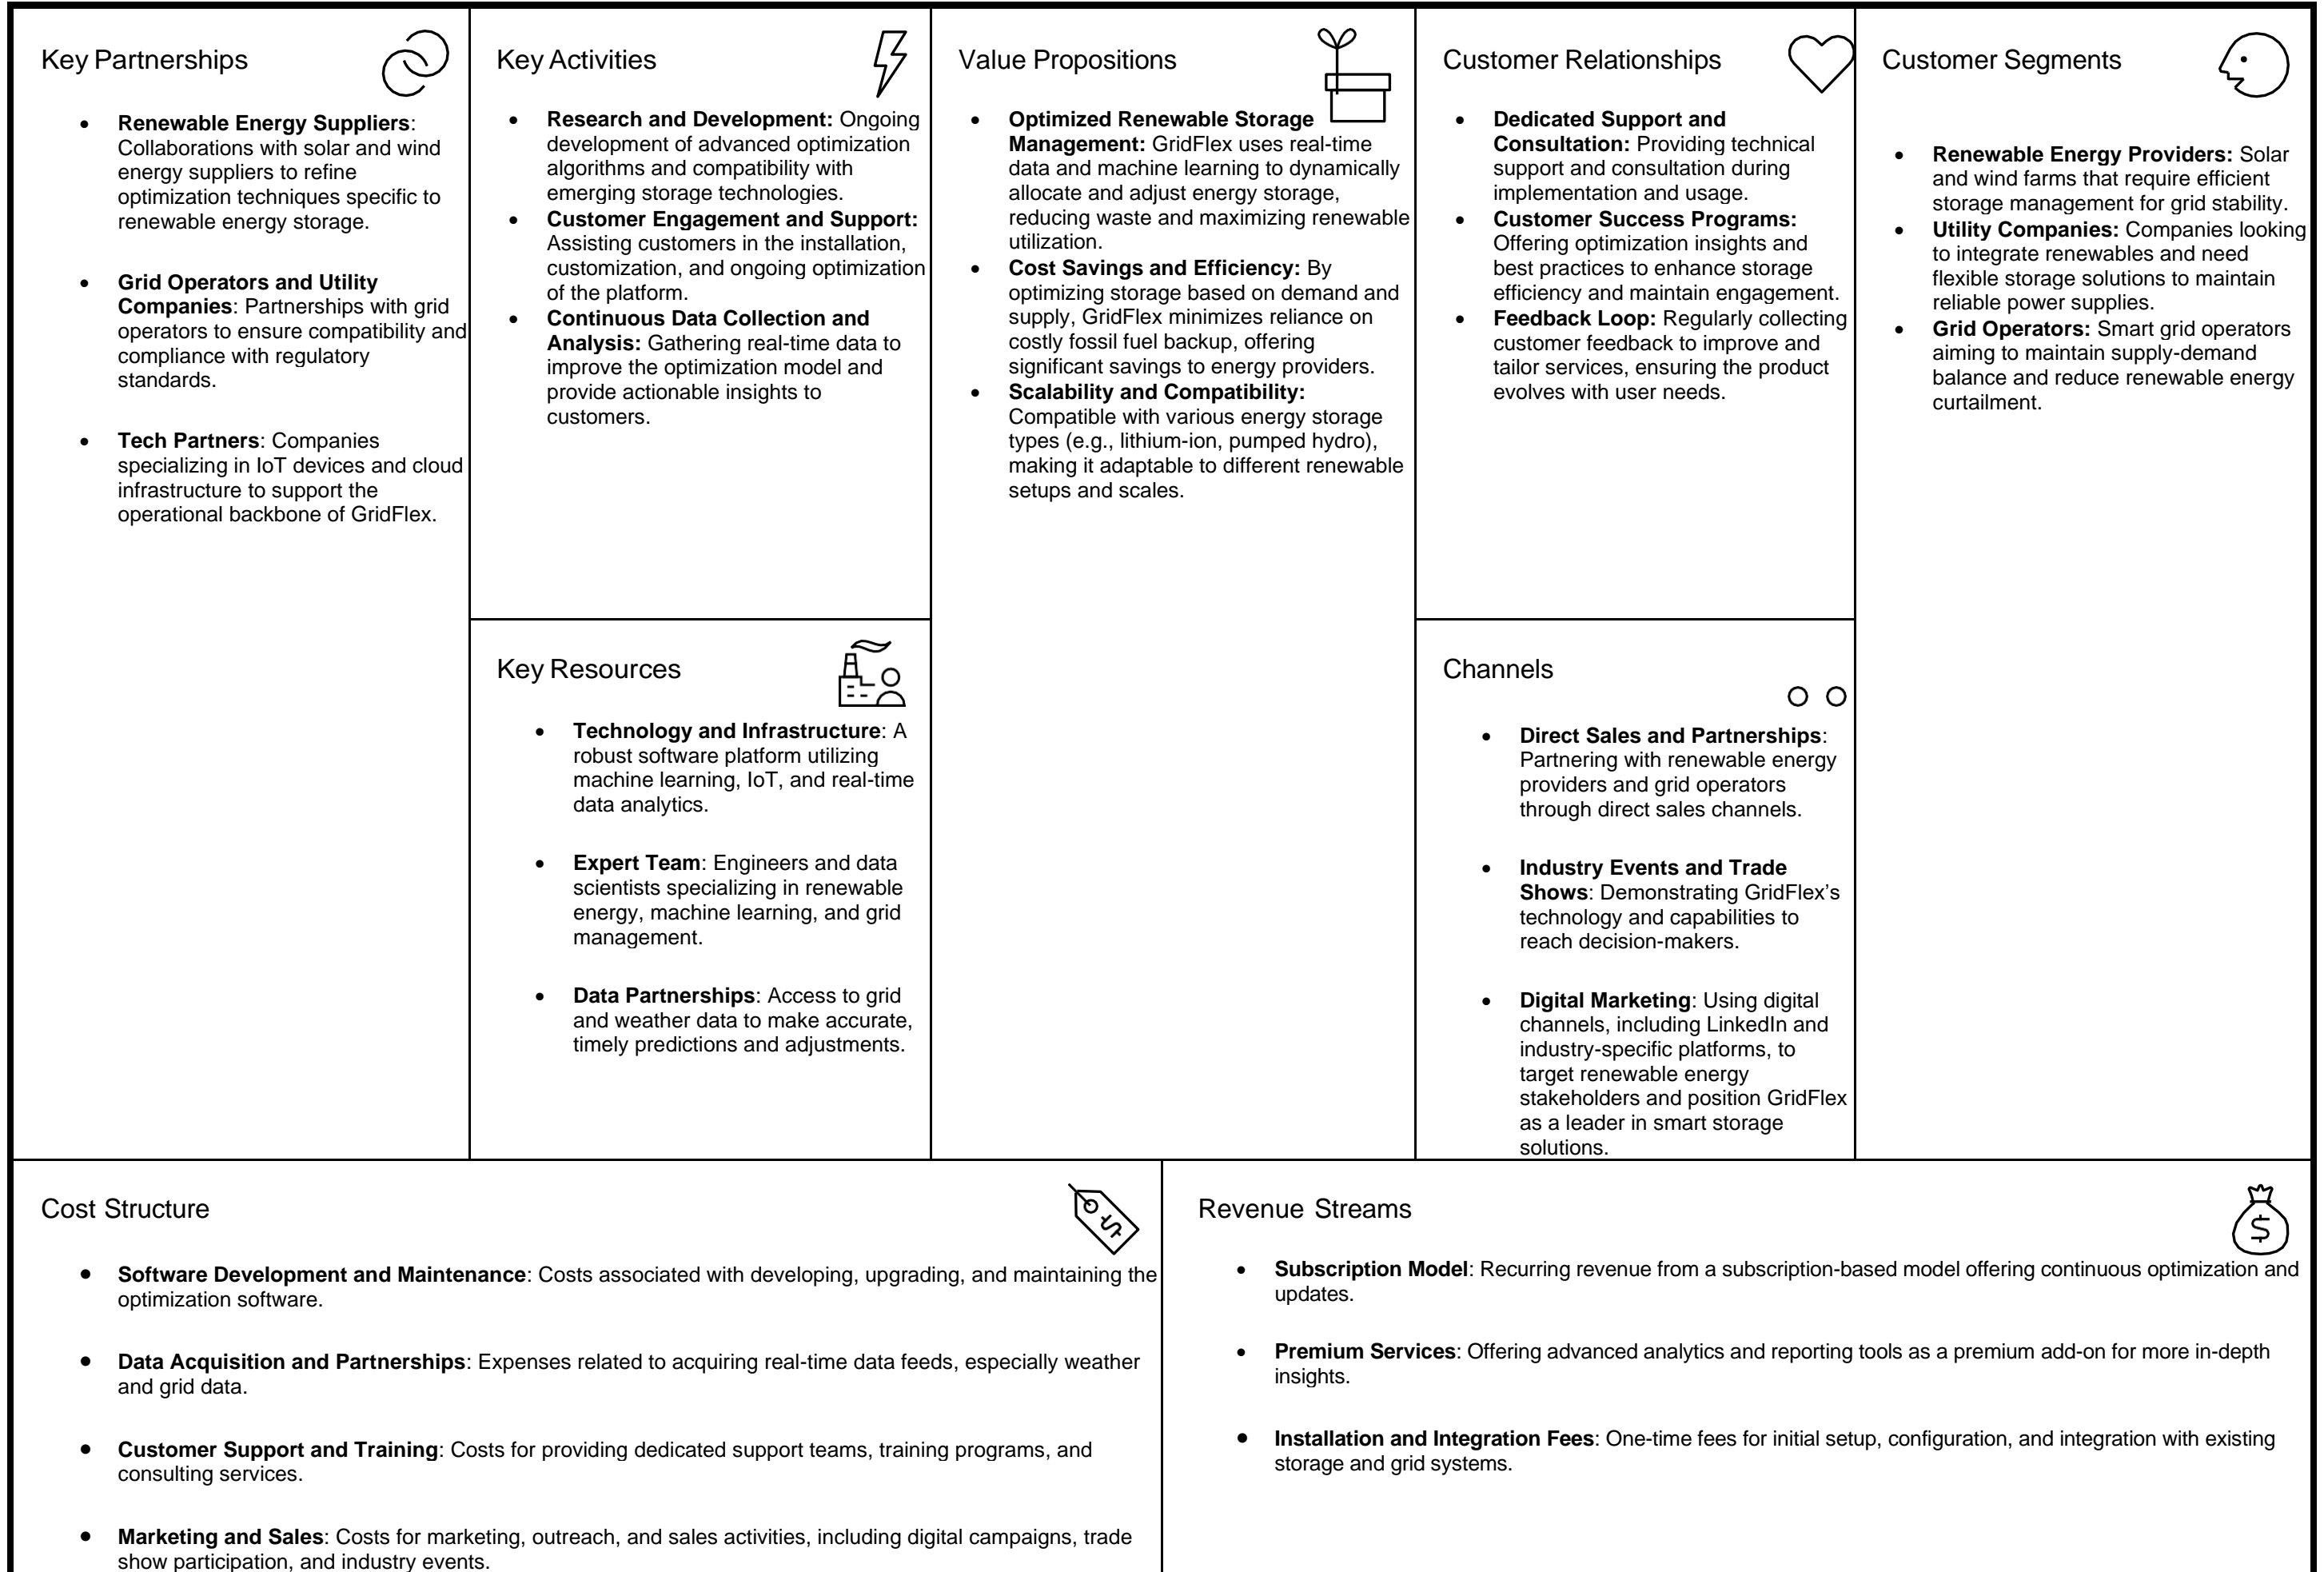 Key Partnerships
• Renewable Energy Suppliers:
Collaborations with solar and wind
energy suppliers to refine
optimization techniques specific to
renewable energy storage.
• Grid Operators and Utility
Companies: Partnerships with grid
operators to ensure compatibility and
compliance with regulatory
standards.
• Tech Partners: Companies
specializing in IoT devices and cloud
infrastructure to support the
operational backbone of GridFlex.
Key Activities
• Research and Development: Ongoing
development of advanced optimization
algorithms and compatibility with
emerging storage technologies.
• Customer Engagement and Support:
Assisting customers in the installation,
customization, and ongoing optimization
of the platform.
• Continuous Data Collection and
Analysis: Gathering real-time data to
improve the optimization model and
provide actionable insights to
customers.
Key Resources
• Technology and Infrastructure: A
robust software platform utilizing
machine learning, IoT, and real-time
data analytics.
• Expert Team: Engineers and data
scientists specializing in renewable
energy, machine learning, and grid
management.
• Data Partnerships: Access to grid
and weather data to make accurate,
timely predictions and adjustments.
Value Propositions
• Optimized Renewable Storage
Management: GridFlex uses real-time
data and machine learning to dynamically
allocate and adjust energy storage,
reducing waste and maximizing renewable
utilization.
• Cost Savings and Efficiency: By
optimizing storage based on demand and
supply, GridFlex minimizes reliance on
costly fossil fuel backup, offering
significant savings to energy providers.
• Scalability and Compatibility:
Compatible with various energy storage
types (e.g., lithium-ion, pumped hydro),
making it adaptable to different renewable
setups and scales.
Customer Relationships
• Dedicated Support and
Consultation: Providing technical
support and consultation during
implementation and usage.
• Customer Success Programs:
Offering optimization insights and
best practices to enhance storage
efficiency and maintain engagement.
• Feedback Loop: Regularly collecting
customer feedback to improve and
tailor services, ensuring the product
evolves with user needs.
Channels
• Direct Sales and Partnerships:
Partnering with renewable energy
providers and grid operators
through direct sales channels.
• Industry Events and Trade
Shows: Demonstrating GridFlex’s
technology and capabilities to
reach decision-makers.
• Digital Marketing: Using digital
channels, including LinkedIn and
industry-specific platforms, to
target renewable energy
stakeholders and position GridFlex
as a leader in smart storage
solutions.
Customer Segments
• Renewable Energy Providers: Solar
and wind farms that require efficient
storage management for grid stability.
• Utility Companies: Companies looking
to integrate renewables and need
flexible storage solutions to maintain
reliable power supplies.
• Grid Operators: Smart grid operators
aiming to maintain supply-demand
balance and reduce renewable energy
curtailment.
Cost Structure
$
• Software Development and Maintenance: Costs associated with developing, upgrading, and maintaining the
optimization software.
• Data Acquisition and Partnerships: Expenses related to acquiring real-time data feeds, especially weather
and grid data.
• Customer Support and Training: Costs for providing dedicated support teams, training programs, and
consulting services.
• Marketing and Sales: Costs for marketing, outreach, and sales activities, including digital campaigns, trade
show participation, and industry events.
Revenue Streams
$
• Subscription Model: Recurring revenue from a subscription-based model offering continuous optimization and
updates.
• Premium Services: Offering advanced analytics and reporting tools as a premium add-on for more in-depth
insights.
• Installation and Integration Fees: One-time fees for initial setup, configuration, and integration with existing
storage and grid systems.